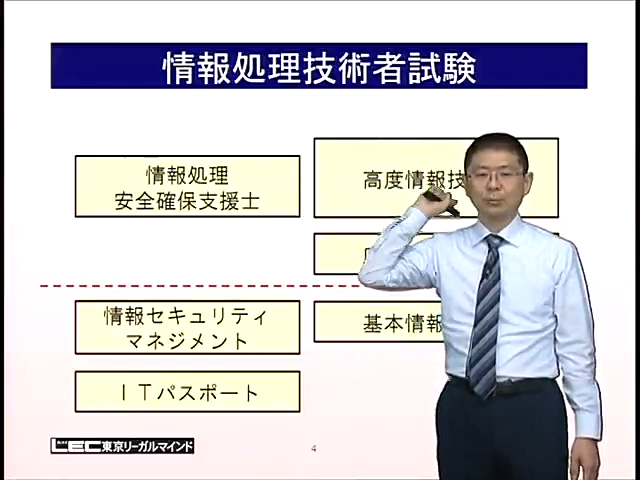 情報処理技術者試験
情報処理
安全確保支援士
高度情報技
情報セキュリティ
マネジメント
基本情報
ITパスポート
LEC東京リーガルマインド
4